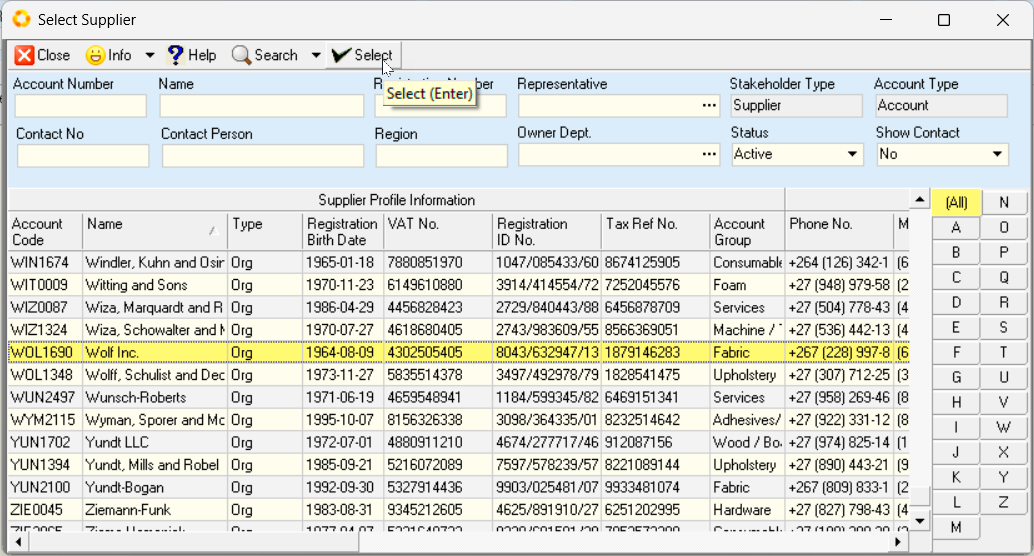 Select Supplier
Close Info Help Search Select
Account Number Name Representative Stakeholder Type Account Type
Select (Enter)
Supplier Account
Contact No Contact Person Region Owner Dept. Status Show Contact
Active No
Supplier Profile Information
Account Code Name Type Registration Birth Date VAT No. Registration ID No. Tax Ref No. Account Group Phone No. M
WIN1674 Windler, Kuhn and Osin Org 1965-01-18 7880851970 1047/085433/60 8674125905 Consumable +264 (126) 342-1 (6
WIT0009 Witting and Sons Org 1970-11-23 6149610880 3914/414554/72 7252045576 Foam +27 (948) 979-58 (2
WIZ0087 Wiza, Marquardt and R Org 1986-04-29 4456828423 2729/840443/88 6456878709 Services +27 (504) 778-43 (4
WIZ1324 Wiza, Schowalter and Org 1970-07-27 4618680405 2743/983609/55 8566369051 Machine / +27 (536) 442-13 (4
WOL1690 Wolf Inc. Org 1964-08-09 4302505405 8043/632947/13 1879146283 Fabric +267 (228) 997-8 (6
WOL1348 Wolff, Schulist and Dec Org 1973-11-27 5835514378 3497/492978/79 1828541475 Upholstery +27 (307) 712-25 (3
WUN2497 Wunsch-Roberts Org 1971-06-19 4659548941 1184/599345/82 6469151341 Services +27 (958) 269-46 (8
WYM2115 Wyman, Sporer and Mc Org 1995-10-07 8156326338 3098/364335/01 8232514642 Adhesives/ +27 (922) 331-12 (8
YUN1702 Yundt LLC Org 1972-07-01 4880911210 4674/277717/46 912087156 Wood / Bo +27 (974) 825-14 (1
YUN1394 Yundt, Mills and Robel Org 1985-09-21 5216072089 7597/578239/57 8221089144 Upholstery +27 (890) 443-21 (9
YUN2100 Yundt-Bogan Org 1992-09-30 5327914436 9903/025481/07 9933481074 Fabric +267 (809) 833-1 (2
ZIE0045 Ziemann-Funk Org 1983-08-31 9345212605 4625/891910/27 6251202995 Hardware +27 (827) 798-43 (4
(All) N
A O
B P
C Q
D R
E S
F T
G U
H V
I W
J X
K Y
L Z
M